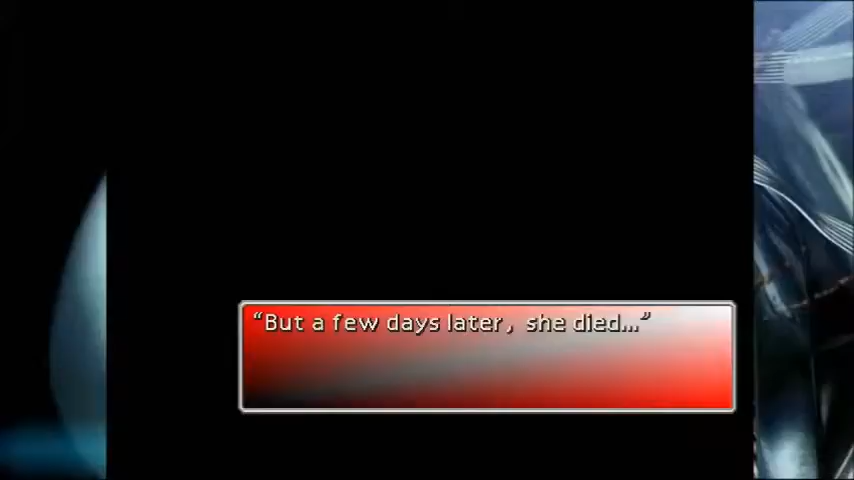 “But a few days later, she died...”